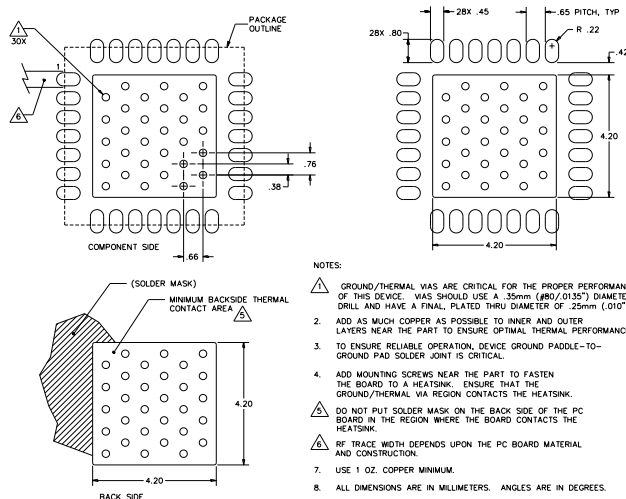 1
30X
PACKAGE
OUTLINE
6
.76
.38
.66
COMPONENT SIDE
28X .45
.65 PITCH, TYP
28X .80
R .22
4.20
4.20
(SOLDER MASK)
MINIMUM BACKSIDE THERMAL
CONTACT AREA 5
4.20
4.20
BACK SIDE
NOTES:
1 GROUND/THERMAL VIAS ARE CRITICAL FOR THE PROPER
OF THIS DEVICE. VIAS SHOULD USE A .35mm (#80/.0135")
DRILL AND HAVE A FINAL, PLATED THRU DIAMETER OF .25mm (.010"
2. ADD AS MUCH COPPER AS POSSIBLE TO INNER AND OUTER
LAYERS NEAR THE PART TO ENSURE OPTIMAL THERMAL
3. TO ENSURE RELIABLE OPERATION, DEVICE GROUND PADDLE-TO-
GROUND PAD SOLDER JOINT IS CRITICAL.
4. ADD MOUNTING SCREWS NEAR THE PART TO FASTEN
THE BOARD TO A HEATSINK. ENSURE THAT THE
GROUND/THERMAL VIA REGION CONTACTS THE HEATSINK.
5 DO NOT PUT SOLDER MASK ON THE BACK SIDE OF THE PC
BOARD IN THE REGION WHERE THE BOARD CONTACTS THE
HEATSINK.
6 RF TRACE WIDTH DEPENDS UPON THE PC BOARD MATERIAL
AND CONSTRUCTION.
7. USE 1 OZ. COPPER MINIMUM.
8. ALL DIMENSIONS ARE IN MILLIMETERS. ANGLES ARE IN DEGREES.